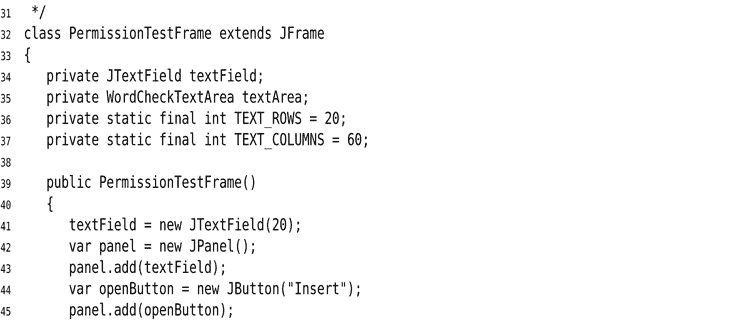 31 */
32 class PermissionTestFrame extends JFrame
33 {
34 private JTextField textField;
35 private WordCheckTextArea textArea;
36 private static final int TEXT_ROWS = 20;
37 private static final int TEXT_COLUMNS = 60;
38
39 public PermissionTestFrame()
40 {
41 textField = new JTextField(20);
42 var panel = new JPanel();
43 panel.add(textField);
44 var openButton = new JButton("Insert");
45 panel.add(openButton);